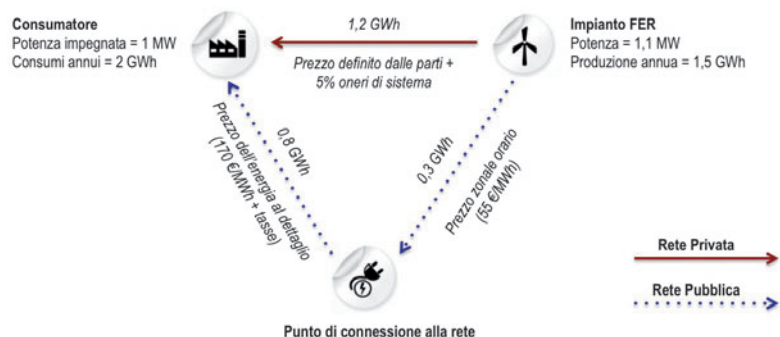 Consumatore
Potenza impegnata = 1 MW
Consumi annui = 2 GWh
1,2 GWh
Prezzo definito dalle parti +
5% oneri di sistema
Impianto FER
Potenza = 1,1 MW
Produzione annua = 1,5 GWh
0,8 GWh
Prezzo dell'energia al dettaglio
(170 €/MWh + tasse)
0,3 GWh
Prezzo zonale orario
(55 €/MWh)
Punto di connessione alla rete
Rete Privata
Rete Pubblica